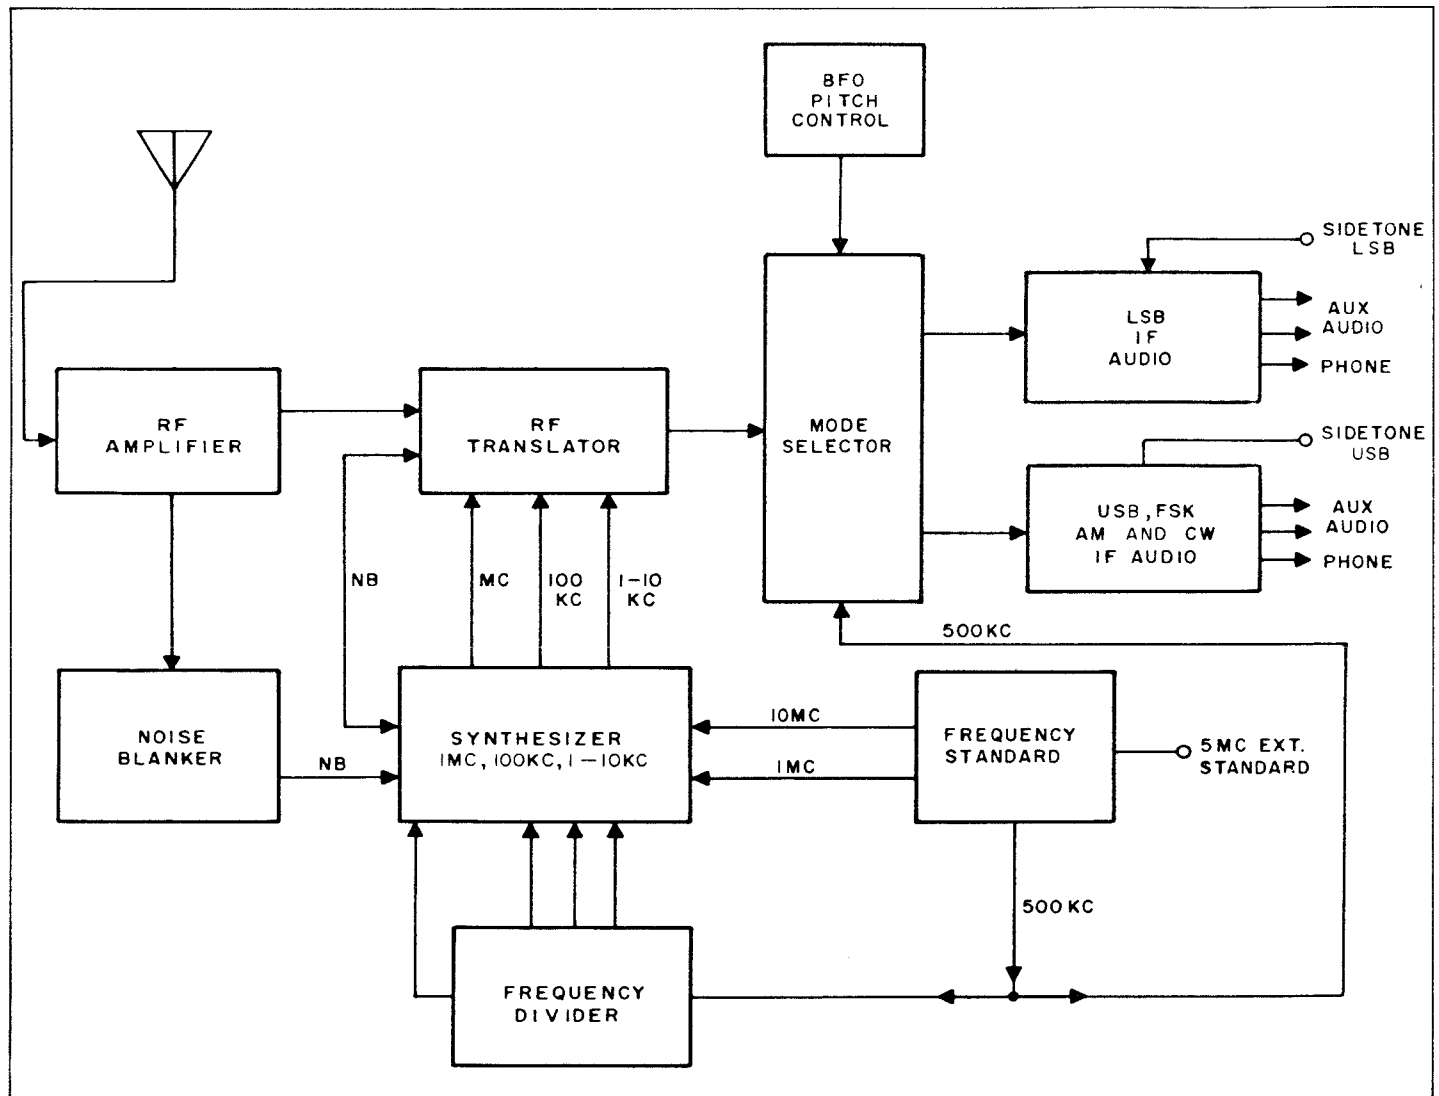 BFO
PITCH
CONTROL
SIDETONE
LSB
LSB
IF
AUDIO
AUX
AUDIO
PHONE
RF
AMPLIFIER
RF
TRANSLATOR
MODE
SELECTOR
SIDETONE
USB
USB, FSK
AM AND CW
IF AUDIO
AUX
AUDIO
PHONE
NB
MC
100
KC
1-10
KC
500KC
NOISE
BLANKER
NB
SYNTHESIZER
1MC, 100KC, 1-10KC
10MC
1MC
FREQUENCY
STANDARD
5MC EXT.
STANDARD
500KC
FREQUENCY
DIVIDER